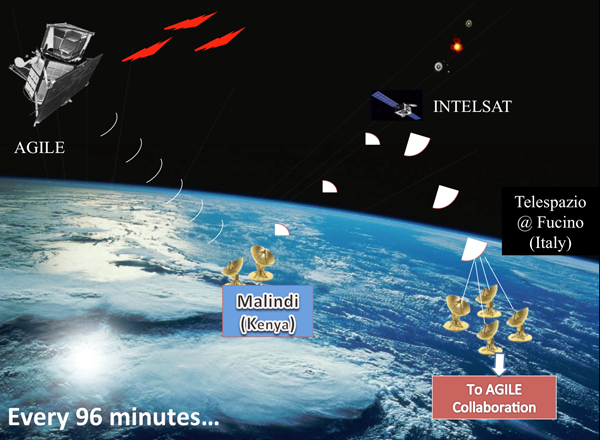 AGILE
INTELSAT
Telespazio
@ Fucino
(Italy)
Malindi
(Kenya)
To AGILE
Collaboration
Every 96 minutes...